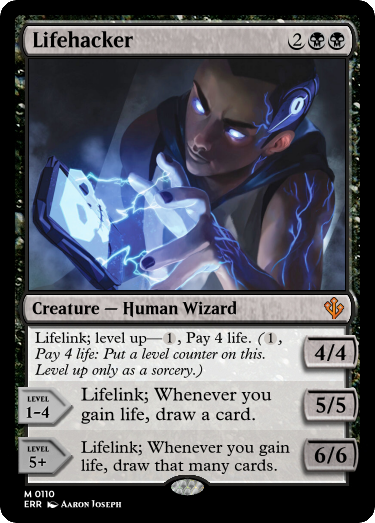 Lifehacker 2
Creature — Human Wizard
Lifelink; level up—1, Pay 4 life. (1,
Pay 4 life: Put a level counter on this.
Level up only as a sorcery.)
4/4
LEVEL
1-4
Lifelink; Whenever you
gain life, draw a card.
5/5
LEVEL
5+
Lifelink; Whenever you gain
life, draw that many cards.
6/6
M 0110
ERR Aaron Joseph